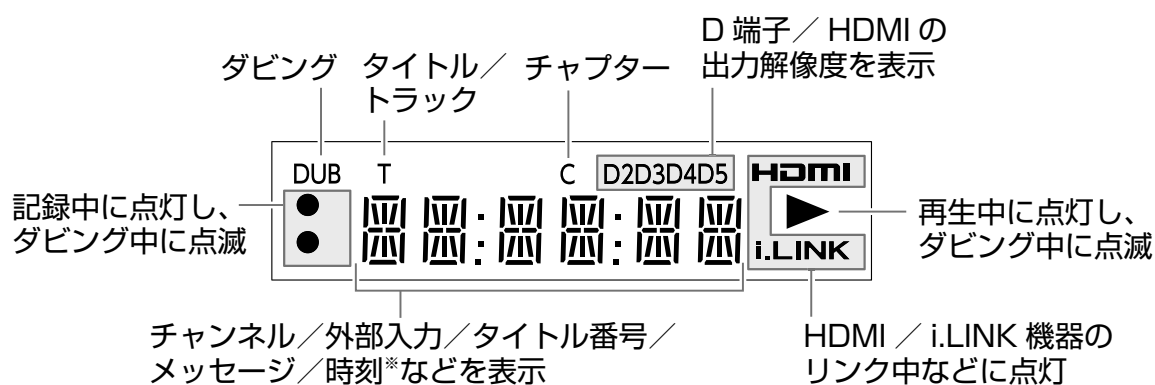 D 端子／ HDMI の
出力解像度を表示
ダビング
タイトル／
トラック
チャプター
DUB
T
C
D2D3D4D5
HDMI
i.LINK
記録中に点灯し、
ダビング中に点滅
再生中に点灯し、
ダビング中に点滅
チャンネル／外部入力／タイトル番号／
メッセージ／時刻※などを表示
HDMI ／ i.LINK 機器の
リンク中などに点灯